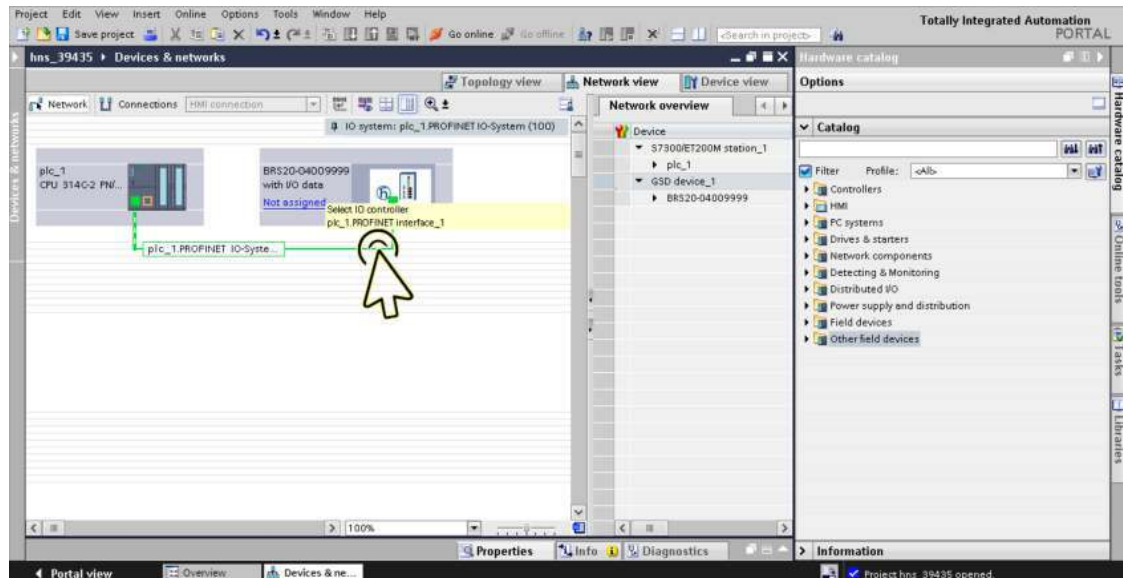 Project Edit View Insert Online Options Tools Window Help
Totally Integrated Automation
PORTAL
Save project
Go online
Go offline
<Search in project>
hns_39435 ▸ Devices & networks
Hardware catalog
Topology view
Network view
Device view
Options
Network
Connections
HMI connection
Network overview
IO system: plc_1.PROFINET IO-System (100)
Catalog
Device
S7300/ET200M station_1
plc_1
GSD device_1
BRS20-04009999
plc_1
CPU 314C-2 PN/...
BRS20-04009999
with I/O data
Not assigned
Select IO controller
plc_1.PROFINET interface_1
plc_1.PROFINET IO-Syste...
Filter
Profile:
<All>
Controllers
HMI
PC systems
Drives & starters
Network components
Detecting & Monitoring
Distributed I/O
Power supply and distribution
Field devices
Other field devices
Devices & networks
Hardware catalog
Online tools
Tasks
Libraries
100%
Properties
Info
Diagnostics
Information
Portal view
Overview
Devices & ne...
Project hns_39435 opened.